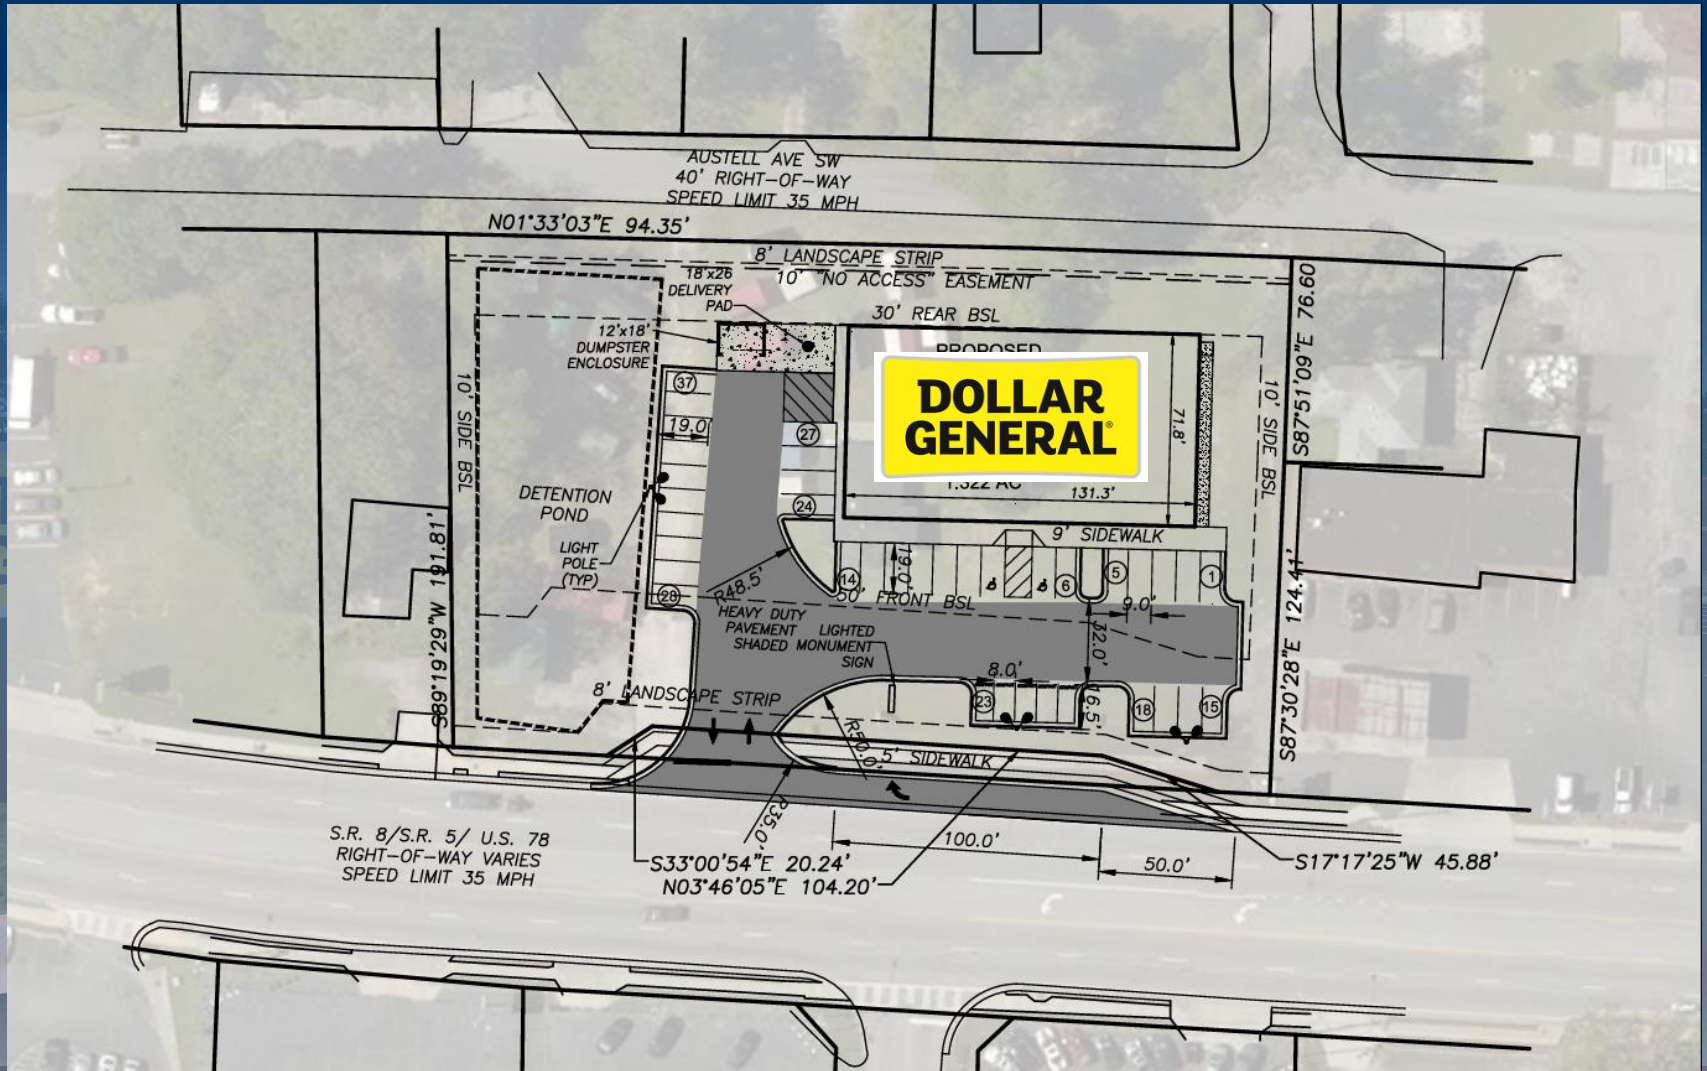 AUSTELL AVE SW
40' RIGHT-OF-WAY
SPEED LIMIT 35 MPH
N01°33'03"E 94.35'
8' LANDSCAPE STRIP
10' "NO ACCESS" EASEMENT
18'x26
DELIVERY
PAD
30' REAR BSL
12'x18'
DUMPSTER
ENCLOSURE
PROPOSED
DOLLAR
GENERAL®
1.322 AC
131.3'
71.8'
S87°51'09"E 76.60
10' SIDE BSL
10' SIDE BSL
37
19.0'
27
24
DETENTION
POND
LIGHT
POLE
(TYP)
28
R48.5'
9' SIDEWALK
14
19.0'
6
5
1
50' FRONT BSL
9.0'
HEAVY DUTY
PAVEMENT
SHADED
LIGHTED
MONUMENT
SIGN
32.0'
8.0'
23
16.5'
18
15
8' LANDSCAPE STRIP
S89°19'29"W 191.81'
S87°30'28"E 124.41'
R50.0'
5' SIDEWALK
R35.0'
100.0'
50.0'
S.R. 8/S.R. 5/ U.S. 78
RIGHT-OF-WAY VARIES
SPEED LIMIT 35 MPH
S33°00'54"E 20.24'
N03°46'05"E 104.20'
S17°17'25"W 45.88'